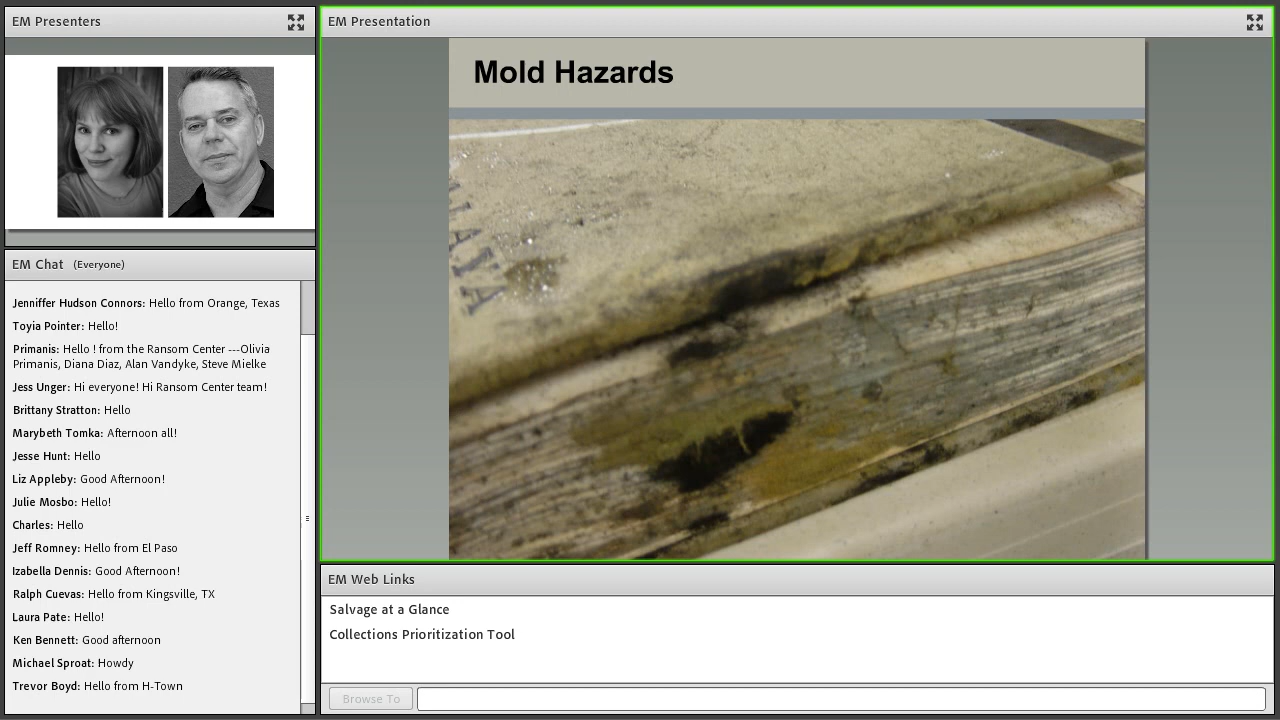 EM Presenters
EM Chat (Everyone)
Jenniffer Hudson Connors: Hello from Orange, Texas
Toyia Pointer: Hello!
Primanis: Hello ! from the Ransom Center ---Olivia
Primanis, Diana Diaz, Alan Vandyke, Steve Mielke
Jess Unger: Hi everyone! Hi Ransom Center team!
Brittany Stratton: Hello
Marybeth Tomka: Afternoon all!
Jesse Hunt: Hello
Liz Appleby: Good Afternoon!
Julie Mosbo: Hello!
Charles: Hello
Jeff Romney: Hello from El Paso
Izabella Dennis: Good Afternoon!
Ralph Cuevas: Hello from Kingsville, TX
Laura Pate: Hello!
Ken Bennett: Good afternoon
Michael Sproat: Howdy
Trevor Boyd: Hello from H-Town
EM Presentation
Mold Hazards
EM Web Links
Salvage at a Glance
Collections Prioritization Tool
Browse To